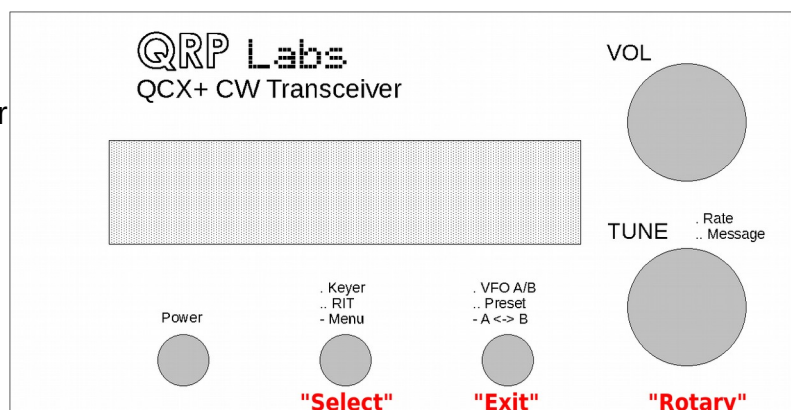 QRP Labs
QCX+ CW Transceiver
VOL
r
TUNE
. Rate
.. Message
. Keyer
.. RIT
- Menu
. VFO A/B
.. Preset
- A <-> B
Power
"Select"
"Exit"
"Rotary"